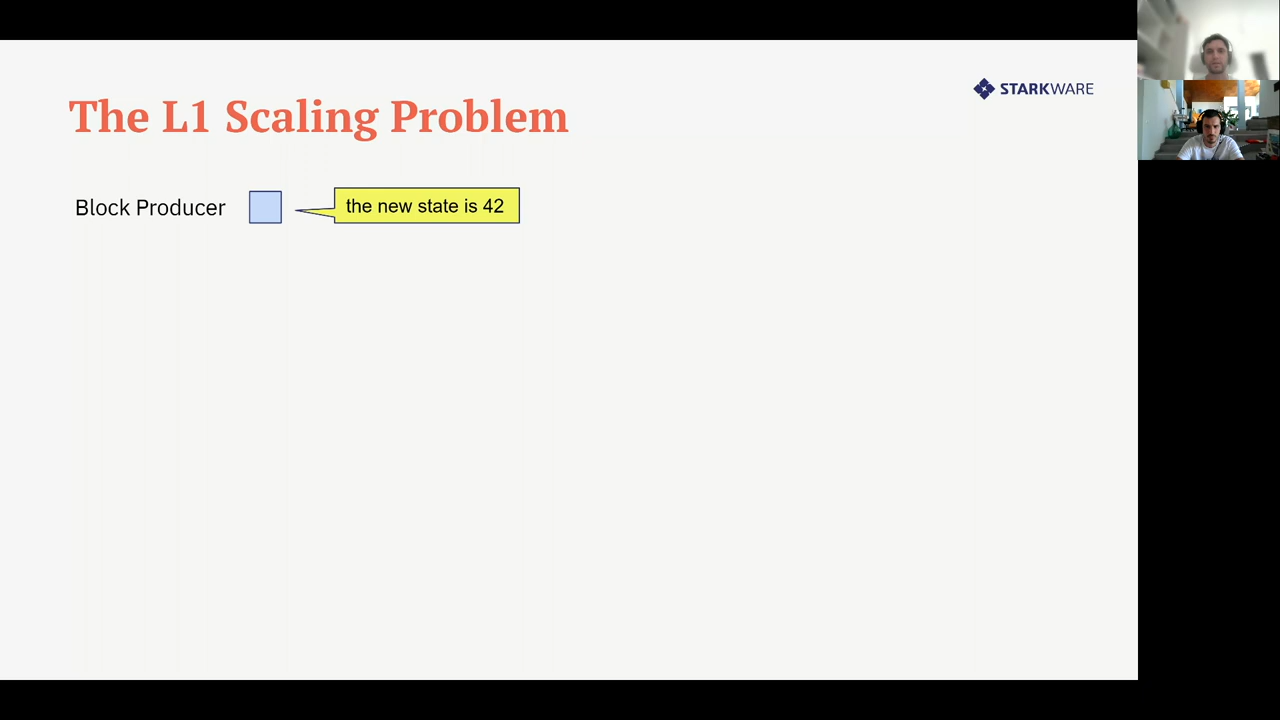 The L1 Scaling Problem
STARKWARE
Block Producer
the new state is 42